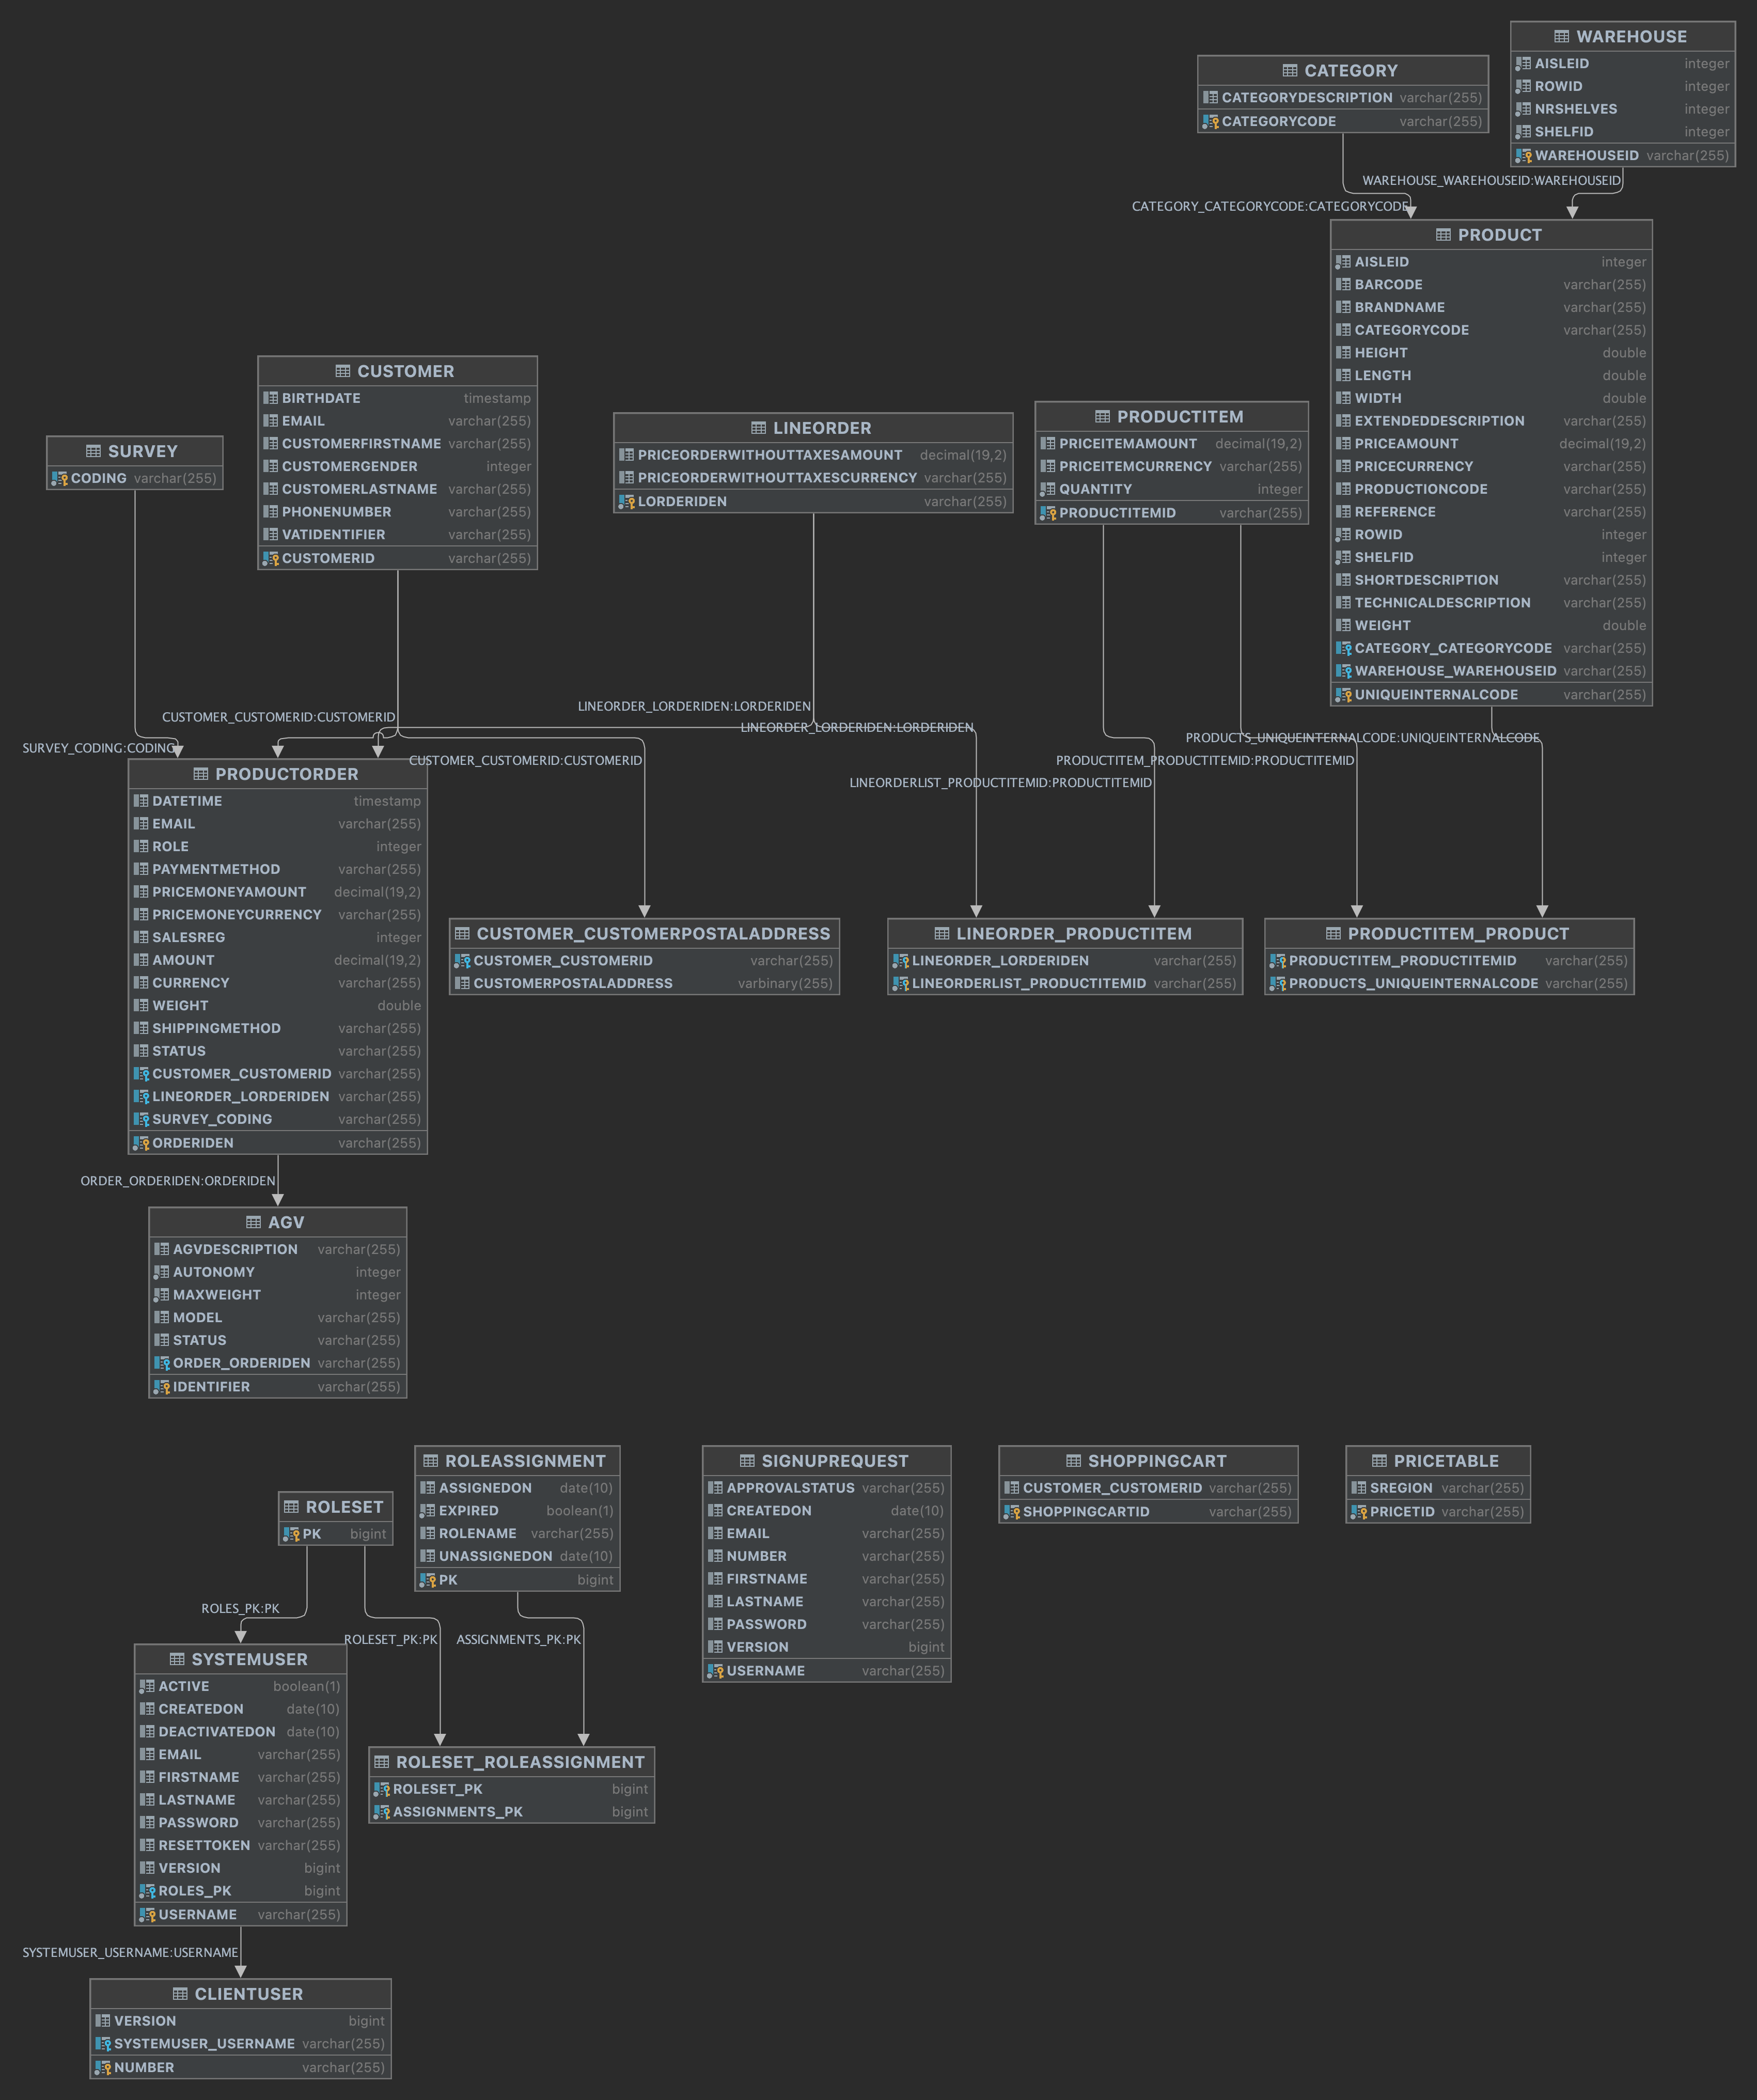 WAREHOUSE
AISLEID integer
ROWID integer
NRSHELVES integer
SHELFID integer
WAREHOUSEID varchar(255)
CATEGORY
CATEGORYDESCRIPTION varchar(255)
CATEGORYCODE varchar(255)
WAREHOUSE_WAREHOUSEID:WAREHOUSEID
CATEGORY_CATEGORYCODE:CATEGORYCODE
PRODUCT
AISLEID integer
BARCODE varchar(255)
BRANDNAME varchar(255)
CATEGORYCODE varchar(255)
HEIGHT double
LENGTH double
WIDTH double
EXTENDEDDESCRIPTION varchar(255)
PRICEAMOUNT decimal(19,2)
PRICECURRENCY varchar(255)
PRODUCTIONCODE varchar(255)
REFERENCE varchar(255)
ROWID integer
SHELFID integer
SHORTDESCRIPTION varchar(255)
TECHNICALDESCRIPTION varchar(255)
WEIGHT double
CATEGORY_CATEGORYCODE varchar(255)
WAREHOUSE_WAREHOUSEID varchar(255)
UNIQUEINTERNALCODE varchar(255)
SURVEY
CODING varchar(255)
CUSTOMER
BIRTHDATE timestamp
EMAIL varchar(255)
CUSTOMERFIRSTNAME varchar(255)
CUSTOMERGENDER integer
CUSTOMERLASTNAME varchar(255)
PHONENUMBER varchar(255)
VATIDENTIFIER varchar(255)
CUSTOMERID varchar(255)
LINEORDER
PRICEORDERWITHOUTTAXESAMOUNT decimal(19,2)
PRICEORDERWITHOUTTAXESCURRENCY varchar(255)
LORDERIDEN varchar(255)
PRODUCTITEM
PRICEITEMAMOUNT decimal(19,2)
PRICEITEMCURRENCY varchar(255)
QUANTITY integer
PRODUCTITEMID varchar(255)
LINEORDER_LORDERIDEN:LORDERIDEN
CUSTOMER_CUSTOMERID:CUSTOMERID
LINEORDER_LORDERIDEN:LORDERIDEN
PRODUCTS_UNIQUEINTERNALCODE:UNIQUEINTERNALCODE
SURVEY_CODING:CODING
CUSTOMER_CUSTOMERID:CUSTOMERID
PRODUCTITEM_PRODUCTITEMID:PRODUCTITEMID
LINEORDERLIST_PRODUCTITEMID:PRODUCTITEMID
PRODUCTORDER
DATETIME timestamp
EMAIL varchar(255)
ROLE integer
PAYMENTMETHOD varchar(255)
PRICEMONEYAMOUNT decimal(19,2)
PRICEMONEYCURRENCY varchar(255)
SALESREG integer
AMOUNT decimal(19,2)
CURRENCY varchar(255)
WEIGHT double
SHIPPINGMETHOD varchar(255)
STATUS varchar(255)
CUSTOMER_CUSTOMERID varchar(255)
LINEORDER_LORDERIDEN varchar(255)
SURVEY_CODING varchar(255)
ORDERIDEN varchar(255)
CUSTOMER_CUSTOMERPOSTALADDRESS
CUSTOMER_CUSTOMERID varchar(255)
CUSTOMERPOSTALADDRESS varbinary(255)
LINEORDER_PRODUCTITEM
LINEORDER_LORDERIDEN varchar(255)
LINEORDERLIST_PRODUCTITEMID varchar(255)
PRODUCTITEM_PRODUCT
PRODUCTITEM_PRODUCTITEMID varchar(255)
PRODUCTS_UNIQUEINTERNALCODE varchar(255)
ORDER_ORDERIDEN:ORDERIDEN
AGV
AGVDESCRIPTION varchar(255)
AUTONOMY integer
MAXWEIGHT integer
MODEL varchar(255)
STATUS varchar(255)
ORDER_ORDERIDEN varchar(255)
IDENTIFIER varchar(255)
ROLESET
PK bigint
ROLEASSIGNMENT
ASSIGNEDON date(10)
EXPIRED boolean(1)
ROLENAME varchar(255)
UNASSIGNEDON date(10)
PK bigint
SIGNUPREQUEST
APPROVALSTATUS varchar(255)
CREATEDON date(10)
EMAIL varchar(255)
NUMBER varchar(255)
FIRSTNAME varchar(255)
LASTNAME varchar(255)
PASSWORD varchar(255)
VERSION bigint
USERNAME varchar(255)
SHOPPINGCART
CUSTOMER_CUSTOMERID varchar(255)
SHOPPINGCARTID varchar(255)
PRICETABLE
SREGION varchar(255)
PRICETID varchar(255)
ROLES_PK:PK
ROLESET_PK:PK
ASSIGNMENTS_PK:PK
SYSTEMUSER
ACTIVE boolean(1)
CREATEDON date(10)
DEACTIVATEDON date(10)
EMAIL varchar(255)
FIRSTNAME varchar(255)
LASTNAME varchar(255)
PASSWORD varchar(255)
RESETTOKEN varchar(255)
VERSION bigint
ROLES_PK bigint
USERNAME varchar(255)
ROLESET_ROLEASSIGNMENT
ROLESET_PK bigint
ASSIGNMENTS_PK bigint
SYSTEMUSER_USERNAME:USERNAME
CLIENTUSER
VERSION bigint
SYSTEMUSER_USERNAME varchar(255)
NUMBER varchar(255)